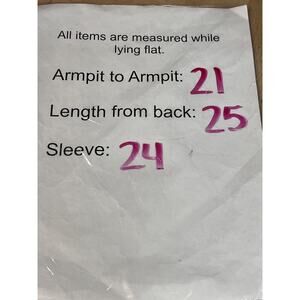 All items are measured while
lying flat.
Armpit to Armpit: 21
Length from back: 25
Sleeve: 24